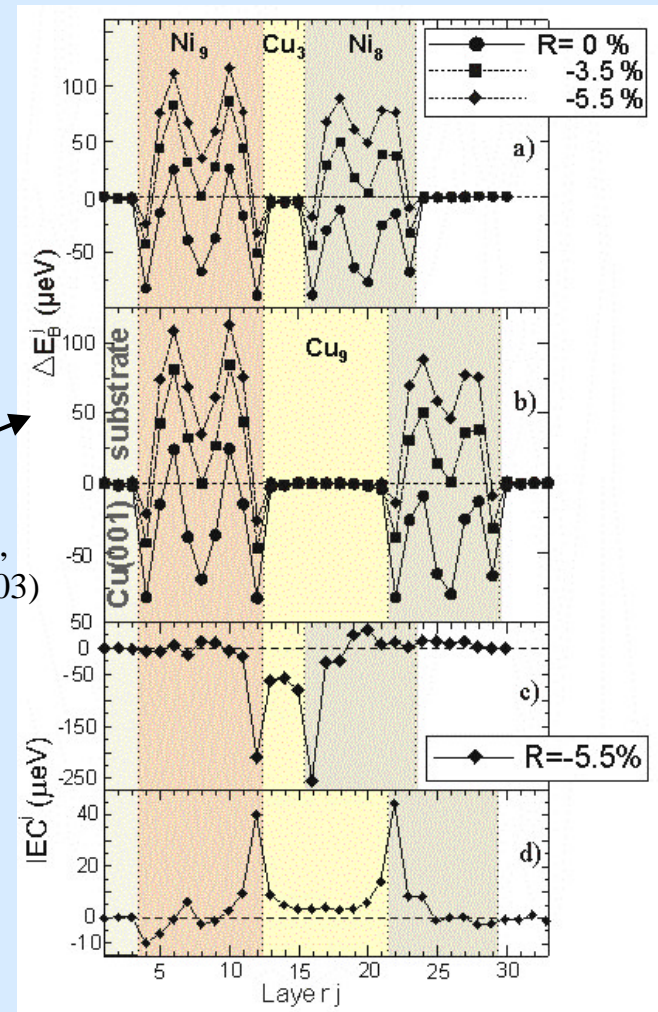 Ni₉ Cu₃ Ni₈
R= 0 %
-3.5 %
-5.5 %
100
50
0
-50
a)
ΔE_B^j (μeV)
100
50
0
-50
Cu₉
b)
Cu(001) substrate
,
03)
50
0
-50
-150
-250
c)
R=-5.5%
IEC^j (μeV)
40
20
0
-10
d)
5 10 15 20 25 30
Layer j